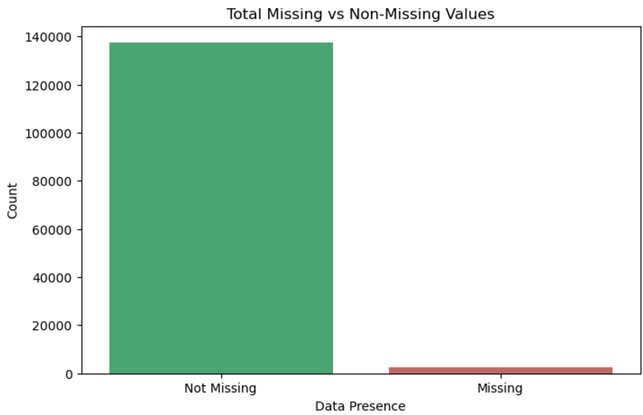 Total Missing vs Non-Missing Values
140000
120000
100000
80000
60000
40000
20000
0
Count
Not Missing Missing
Data Presence